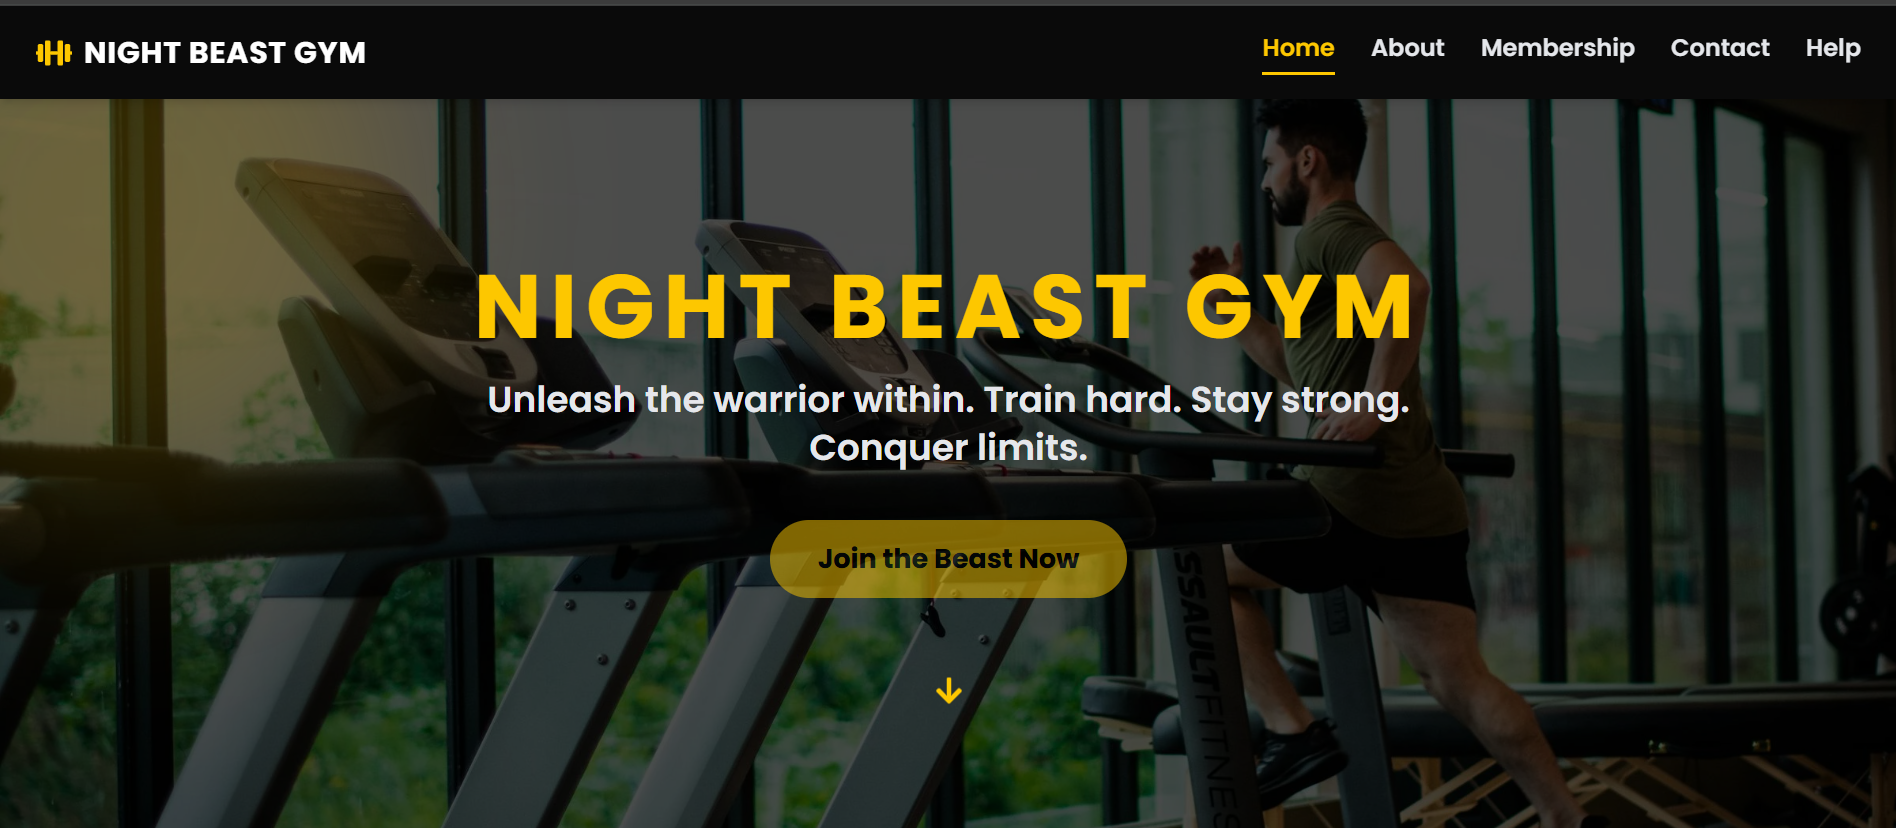 NIGHT BEAST GYM
Home About Membership Contact Help
NIGHT BEAST GYM
Unleash the warrior within. Train hard. Stay strong.
Conquer limits.
Join the Beast Now
SSAULTFITNES